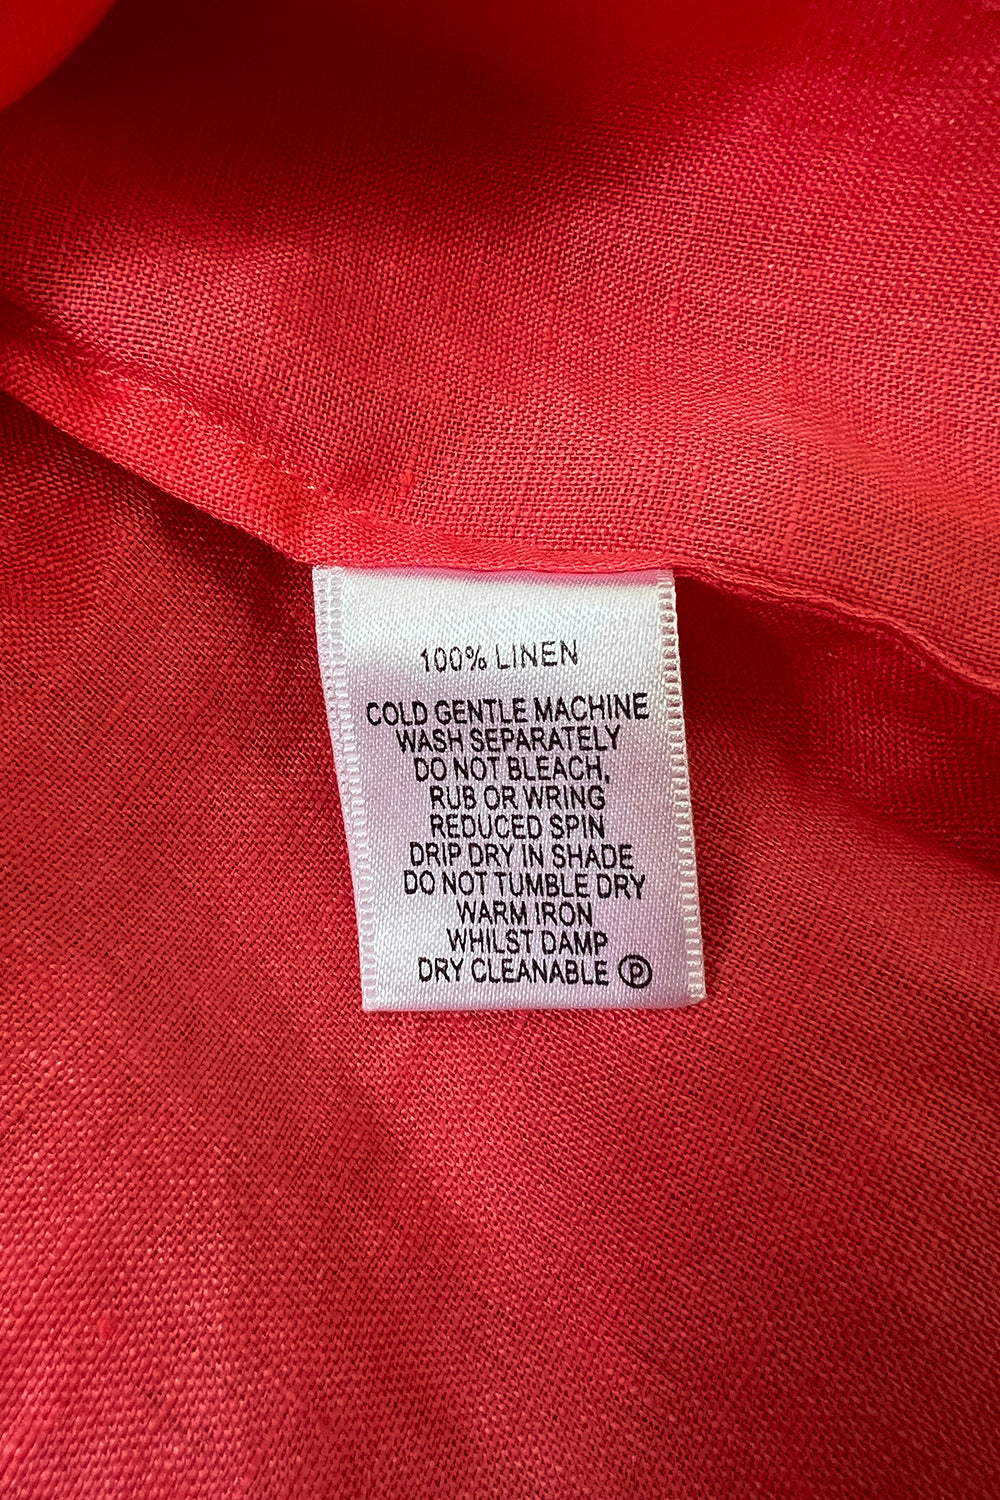 100% LINEN
COLD GENTLE MACHINE
WASH SEPARATELY
DO NOT BLEACH,
RUB OR WRING
REDUCED SPIN
DRIP DRY IN SHADE
DO NOT TUMBLE DRY
WARM IRON
WHILST DAMP
DRY CLEANABLE Ⓟ